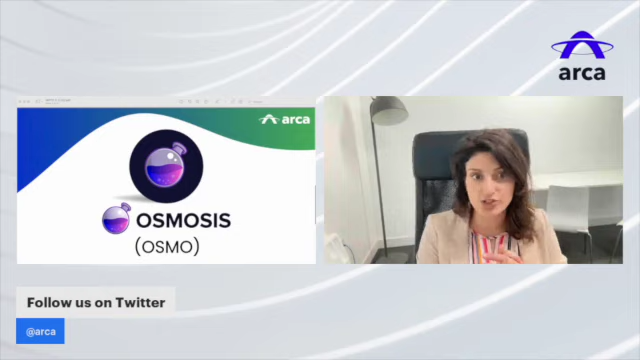 arca
arca
OSMOSIS
(OSMO)
Follow us on Twitter
@arca